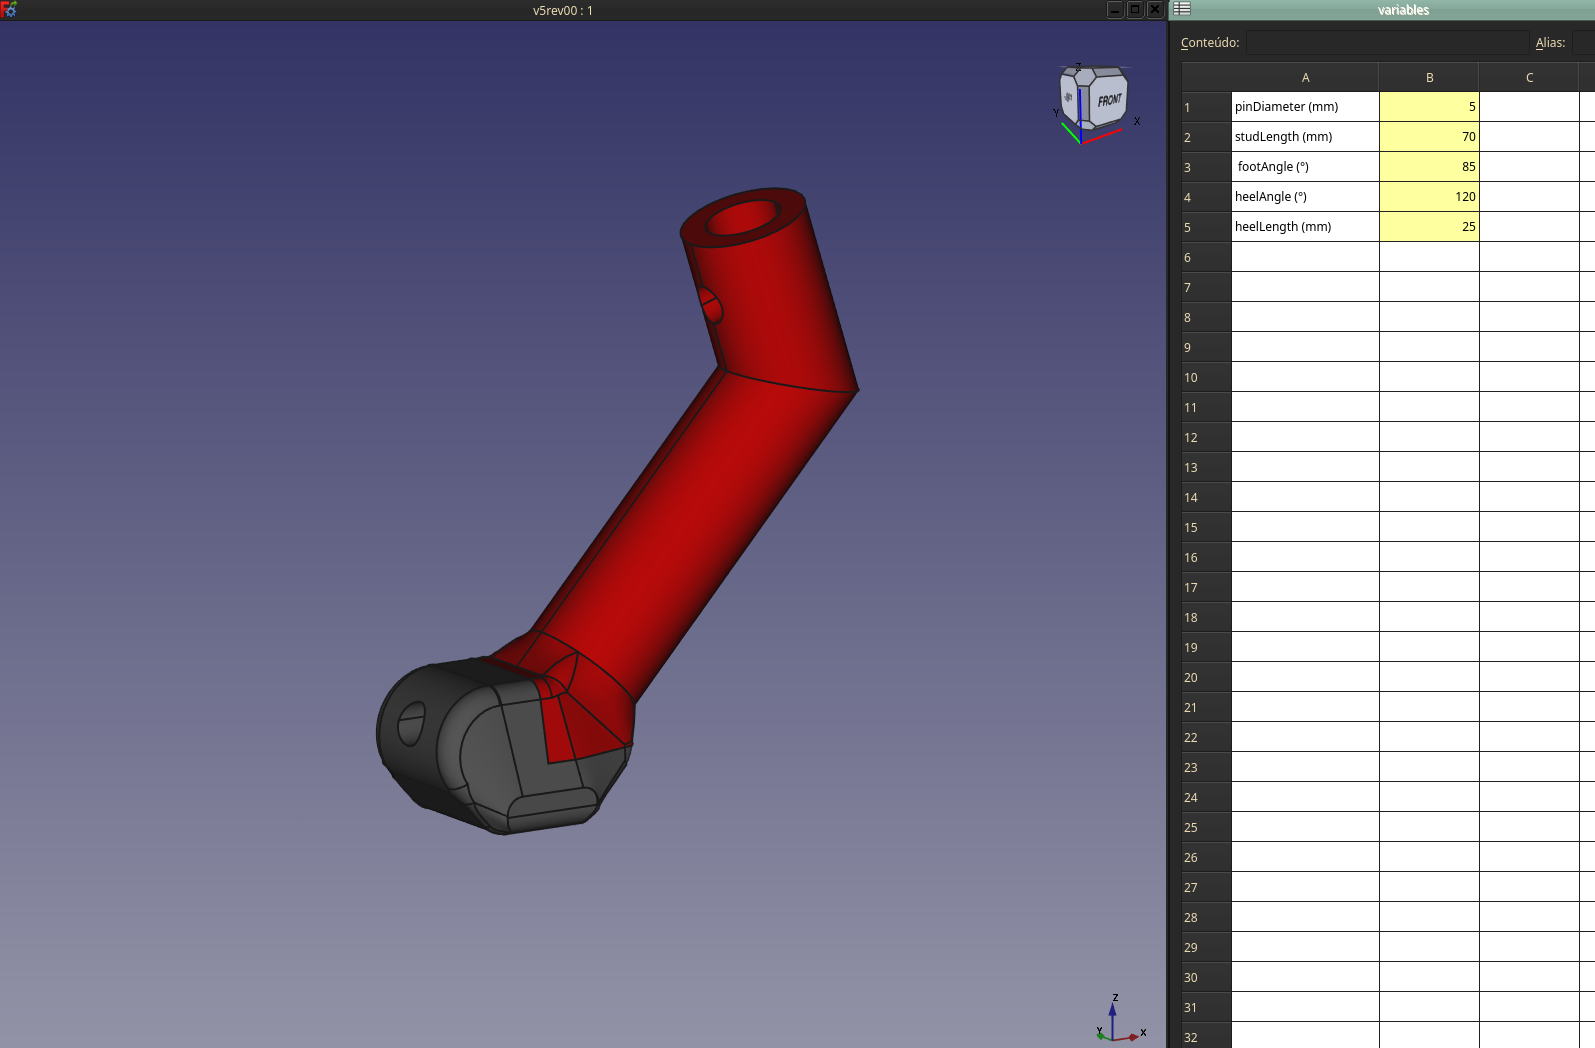 v5rev00 : 1
variables
Conteúdo:
Alias:
Z
FRONT
Y
X
A B C
1 pinDiameter (mm) 5
2 studLength (mm) 70
3 footAngle (º) 85
4 heelAngle (º) 120
5 heelLength (mm) 25
6
7
8
9
10
11
12
13
14
15
16
17
18
19
20
21
22
23
24
25
26
27
28
29
30
31
32
Z
Y
X